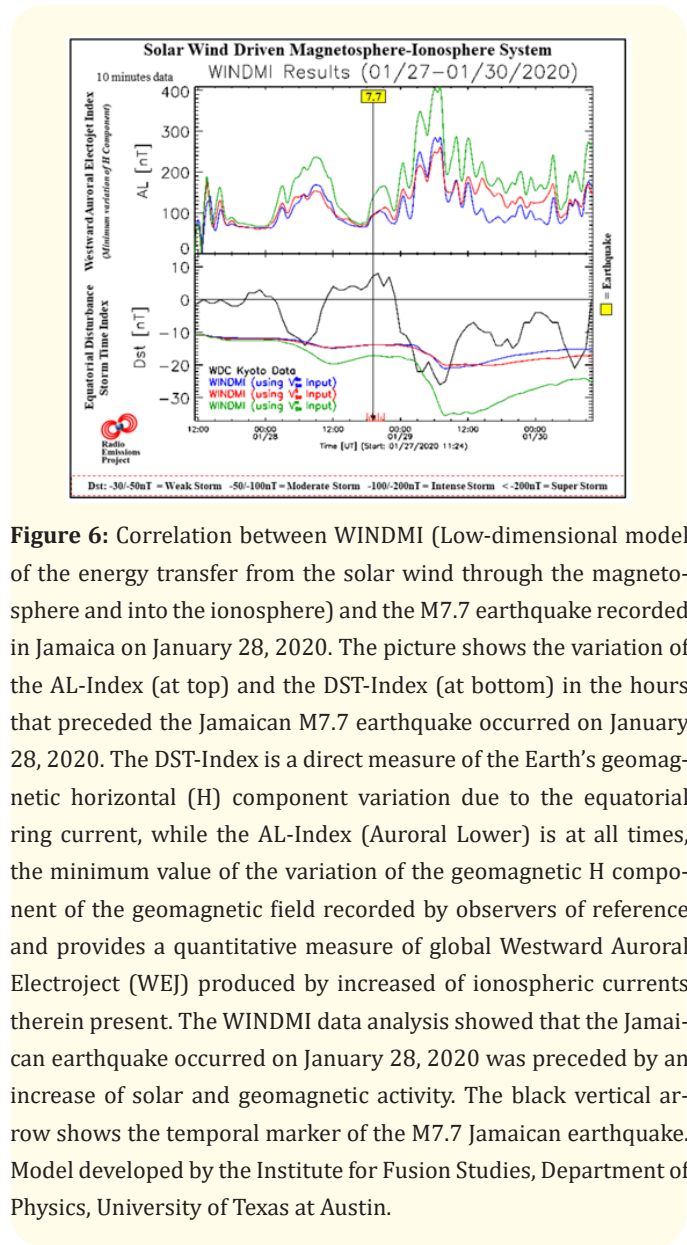 Solar Wind Driven Magnetosphere-Ionosphere System
10 minutes data
WINDMI Results (01/27-01/30/2020)
Westward Auroral Electojet Index
(Minimum variation of H Component)
AL [nT]
400
300
200
100
0
7.7
Equatorial Disturbance
Storm Time Index
Dst [nT]
10
0
-10
-20
-30
= Earthquake
WDC Kyoto Data
12:00
00:00
01/28
12:00
00:00
01/29
12:00
00:00
01/30
Time [UT] (Start: 01/27/2020 11:24)
Radio
Emissions
Project
Dst: -30/-50nT = Weak Storm -50/-100nT = Moderate Storm -100/-200nT = Intense Storm < -200nT = Super Storm
Figure 6: Correlation between WINDMI (Low-dimensional model
of the energy transfer from the solar wind through the magneto-
sphere and into the ionosphere) and the M7.7 earthquake recorded
in Jamaica on January 28, 2020. The picture shows the variation of
the AL-Index (at top) and the DST-Index (at bottom) in the hours
that preceded the Jamaican M7.7 earthquake occurred on January
28, 2020. The DST-Index is a direct measure of the Earth's geomag-
netic horizontal (H) component variation due to the equatorial
ring current, while the AL-Index (Auroral Lower) is at all times,
the minimum value of the variation of the geomagnetic H compo-
nent of the geomagnetic field recorded by observers of reference
and provides a quantitative measure of global Westward Auroral
Electroject (WEJ) produced by increased of ionospheric currents
therein present. The WINDMI data analysis showed that the Jamai-
can earthquake occurred on January 28, 2020 was preceded by an
increase of solar and geomagnetic activity. The black vertical ar-
row shows the temporal marker of the M7.7 Jamaican earthquake.
Model developed by the Institute for Fusion Studies, Department of
Physics, University of Texas at Austin.